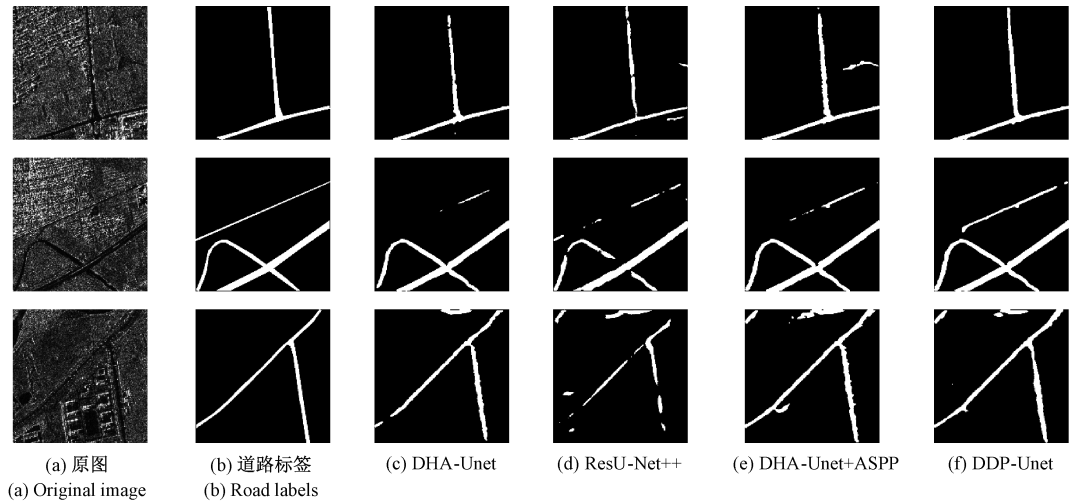 (a) 原图 (b) 道路标签 (c) DHA-Unet (d) ResU-Net++ (e) DHA-Unet+ASPP (f) DDP-Unet
(a) Original image (b) Road labels